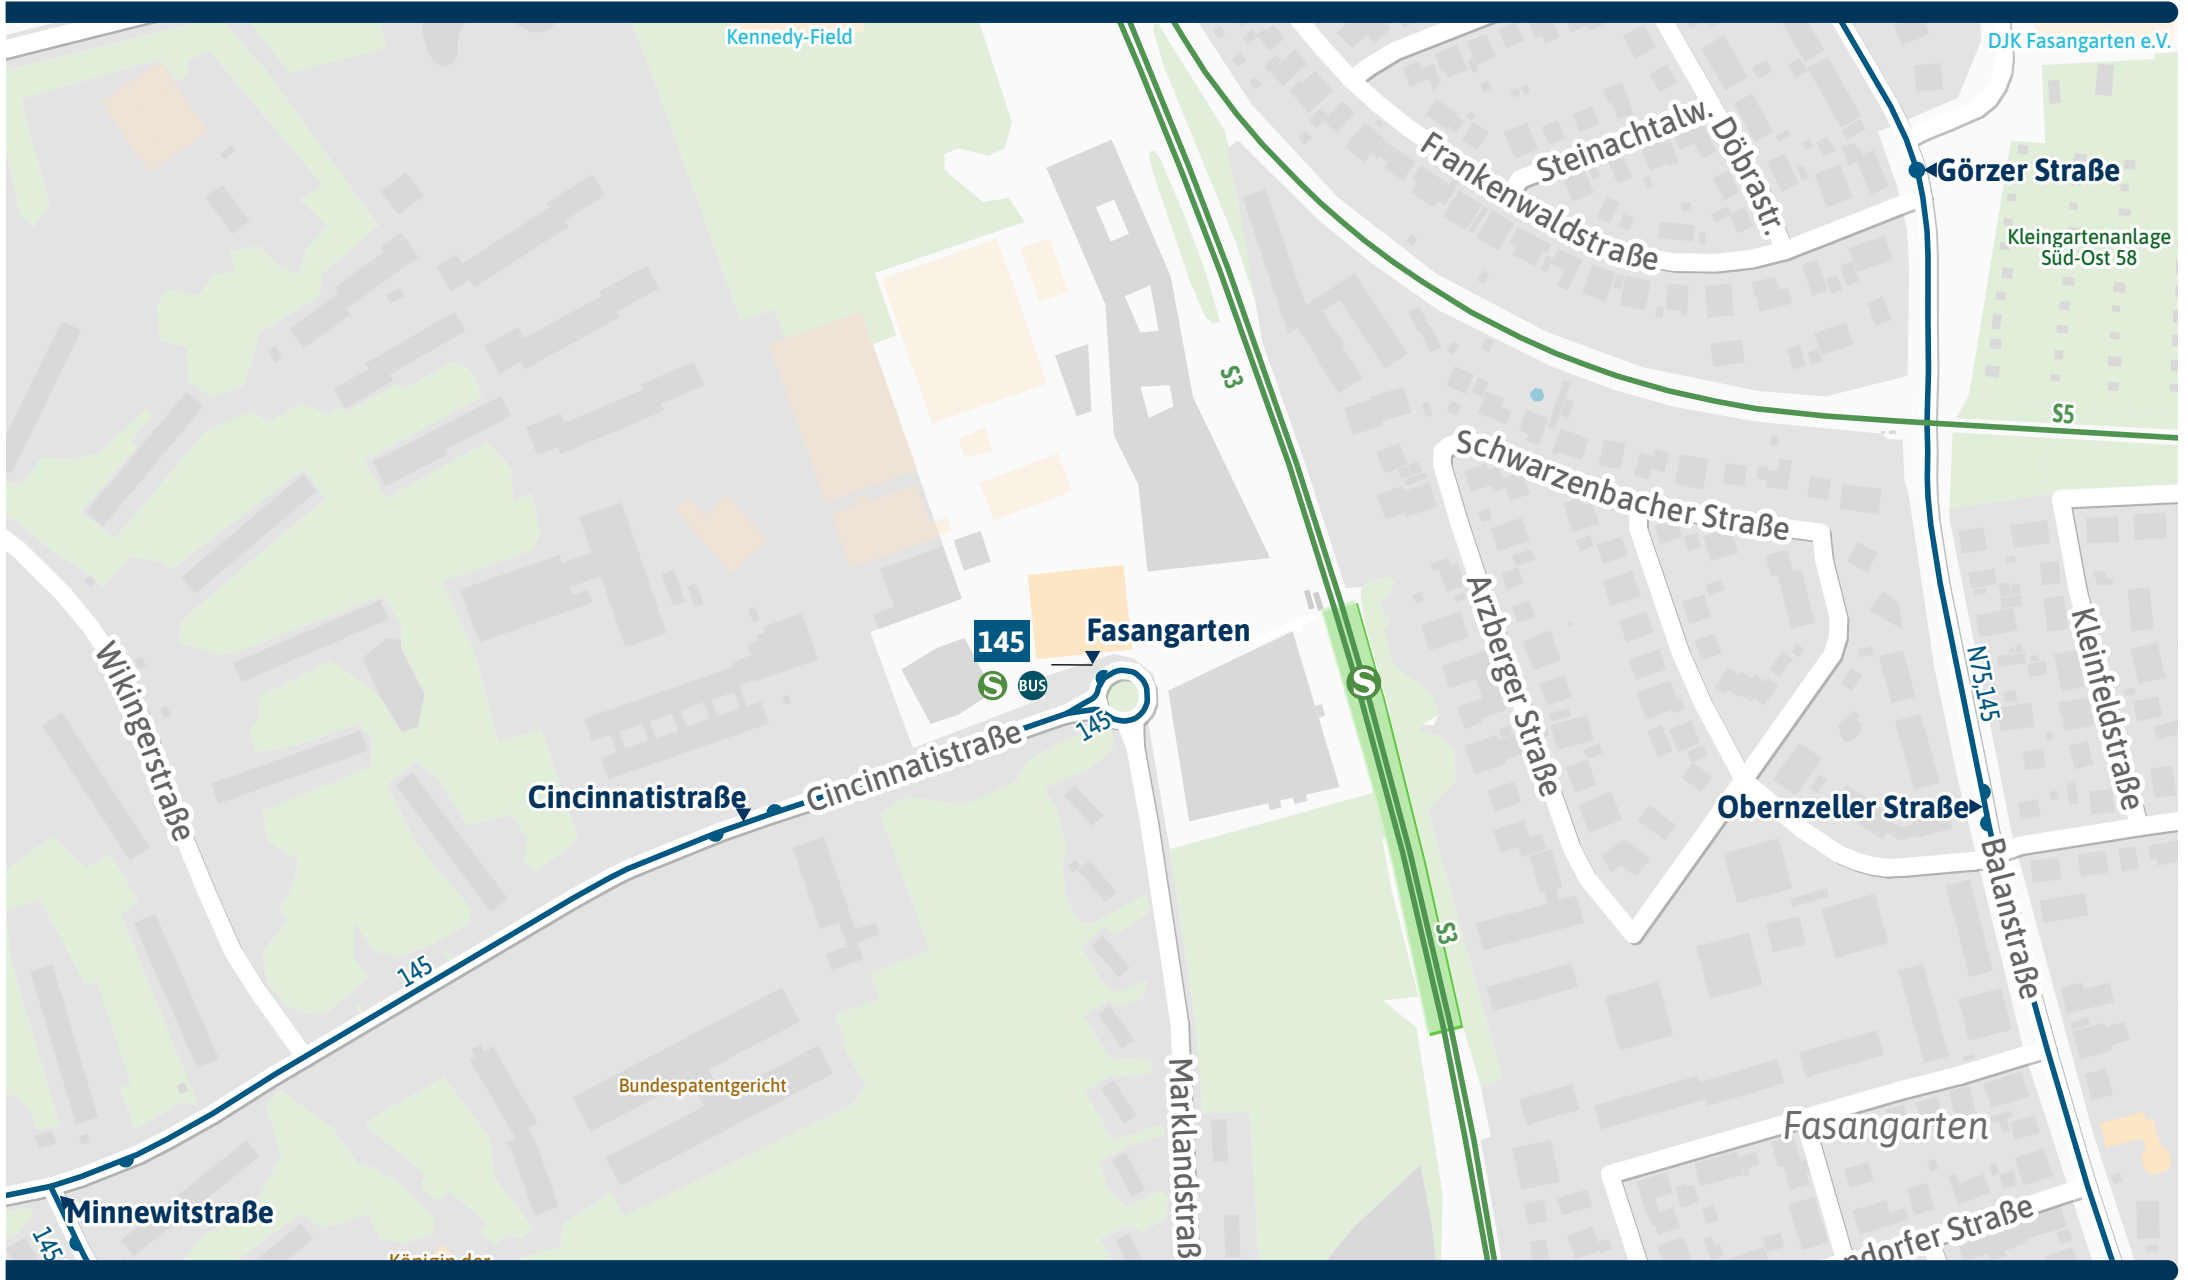 Kennedy-Field
DJK Fasangarten e.V.
Steinachtalw.
Döbrastr.
Frankenwaldstraße
Görzer Straße
Kleingartenanlage
Süd-Ost 58
S3
S5
Schwarzenbacher Straße
Arzberger Straße
Kleinfeldstraße
N75,145
145
Fasangarten
S
BUS
S
145
Wikingerstraße
Cincinnatistraße
Cincinnatistraße
Obernzeller Straße
Balanstraße
S3
145
Bundespatentgericht
Marklandstraß
Fasangarten
Minnewitstraße
145
ndorfer Straße
Königin der